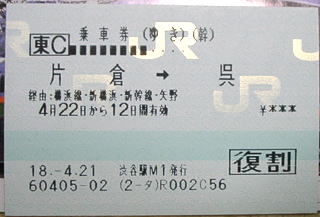 東C 乗車券 (ゆき) (幹)
片倉 → 呉
経由:横浜線・新横浜・新幹線・矢野
4月22日から12日間有効 ¥***
復割
18.-4.21 渋谷駅M1発行
60405-02 (2-タ)R002C56